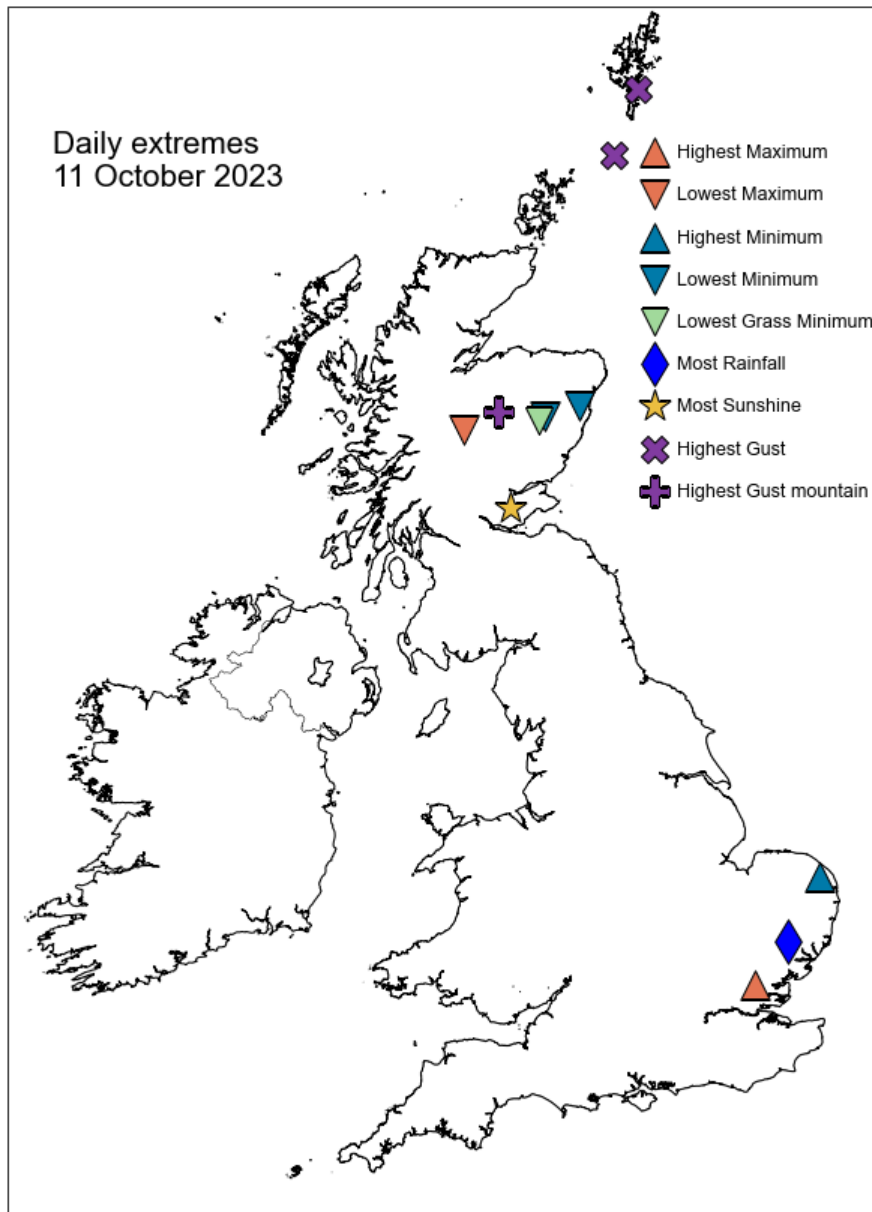 Daily extremes
11 October 2023
Highest Maximum
Lowest Maximum
Highest Minimum
Lowest Minimum
Lowest Grass Minimum
Most Rainfall
Most Sunshine
Highest Gust
Highest Gust mountain